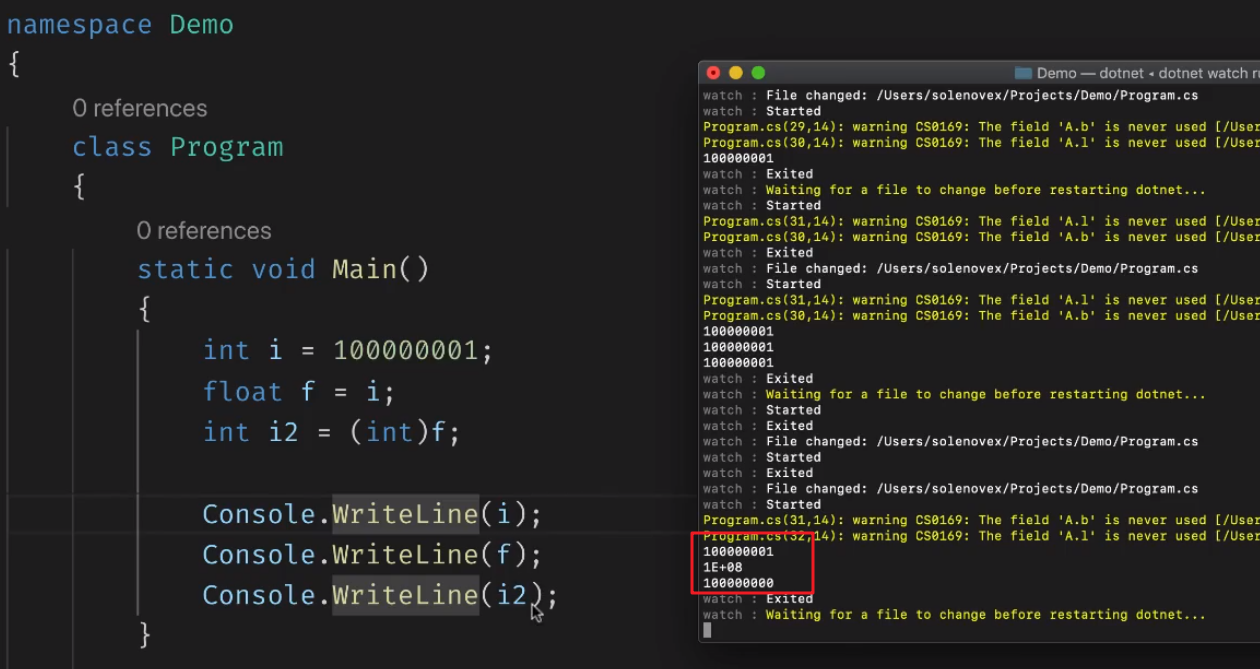 namespace Demo
{
0 references
class Program
{
0 references
static void Main()
{
int i = 100000001;
float f = i;
int i2 = (int)f;
Console.WriteLine(i);
Console.WriteLine(f);
Console.WriteLine(i2);
}
Demo — dotnet ◂ dotnet watch
watch : File changed: /Users/solenovex/Projects/Demo/Program.cs
watch : Started
Program.cs(29,14): warning CS0169: The field 'A.b' is never used [/User
Program.cs(30,14): warning CS0169: The field 'A.l' is never used [/User
100000001
watch : Exited
watch : Waiting for a file to change before restarting dotnet...
watch : Started
Program.cs(31,14): warning CS0169: The field 'A.l' is never used [/User
Program.cs(30,14): warning CS0169: The field 'A.b' is never used [/User
watch : Exited
watch : File changed: /Users/solenovex/Projects/Demo/Program.cs
watch : Started
Program.cs(31,14): warning CS0169: The field 'A.l' is never used [/User
Program.cs(30,14): warning CS0169: The field 'A.b' is never used [/User
100000001
100000001
100000001
watch : Exited
watch : Waiting for a file to change before restarting dotnet...
watch : Started
watch : Exited
watch : File changed: /Users/solenovex/Projects/Demo/Program.cs
watch : Started
watch : Exited
watch : File changed: /Users/solenovex/Projects/Demo/Program.cs
watch : Started
Program.cs(31,14): warning CS0169: The field 'A.b' is never used [/User
Program.cs(32,14): warning CS0169: The field 'A.l' is never used [/User
100000001
1E+08
100000000
watch : Exited
watch : Waiting for a file to change before restarting dotnet...